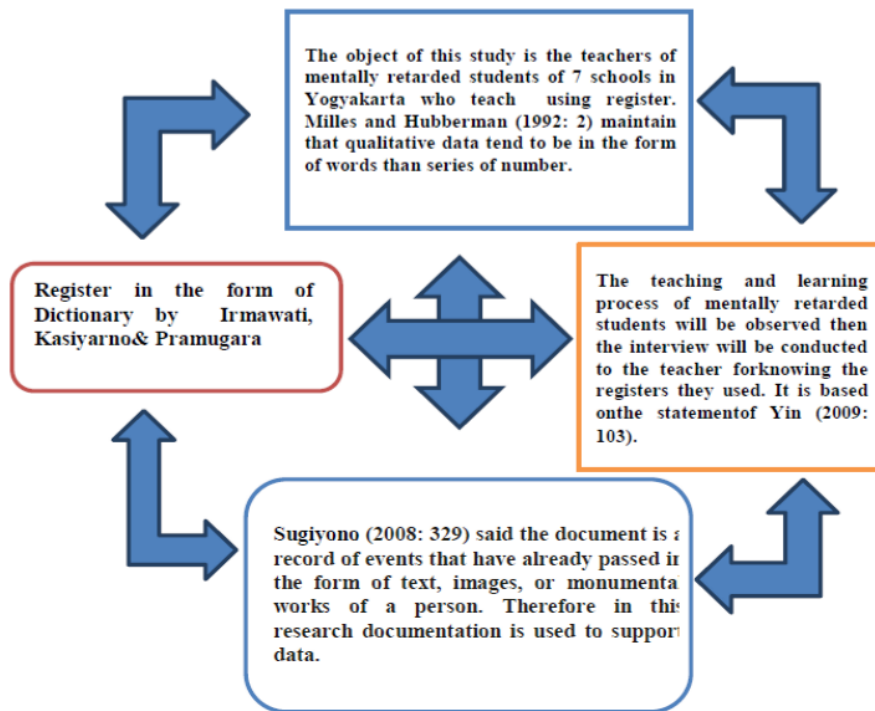 The object of this study is the teachers of
mentally retarded students of 7 schools in
Yogyakarta who teach using register.
Milles and Hubberman (1992: 2) maintain
that qualitative data tend to be in the form
of words than series of number.
Register in the form of
Dictionary by Irmawati,
Kasiyarno& Pramugara
The teaching and learning
process of mentally retarded
students will be observed then
the interview will be conducted
to the teacher forknowing the
registers they used. It is based
onthe statementof Yin (2009:
103).
Sugiyono (2008: 329) said the document is a
record of events that have already passed in
the form of text, images, or monumental
works of a person. Therefore in this
research documentation is used to support
data.